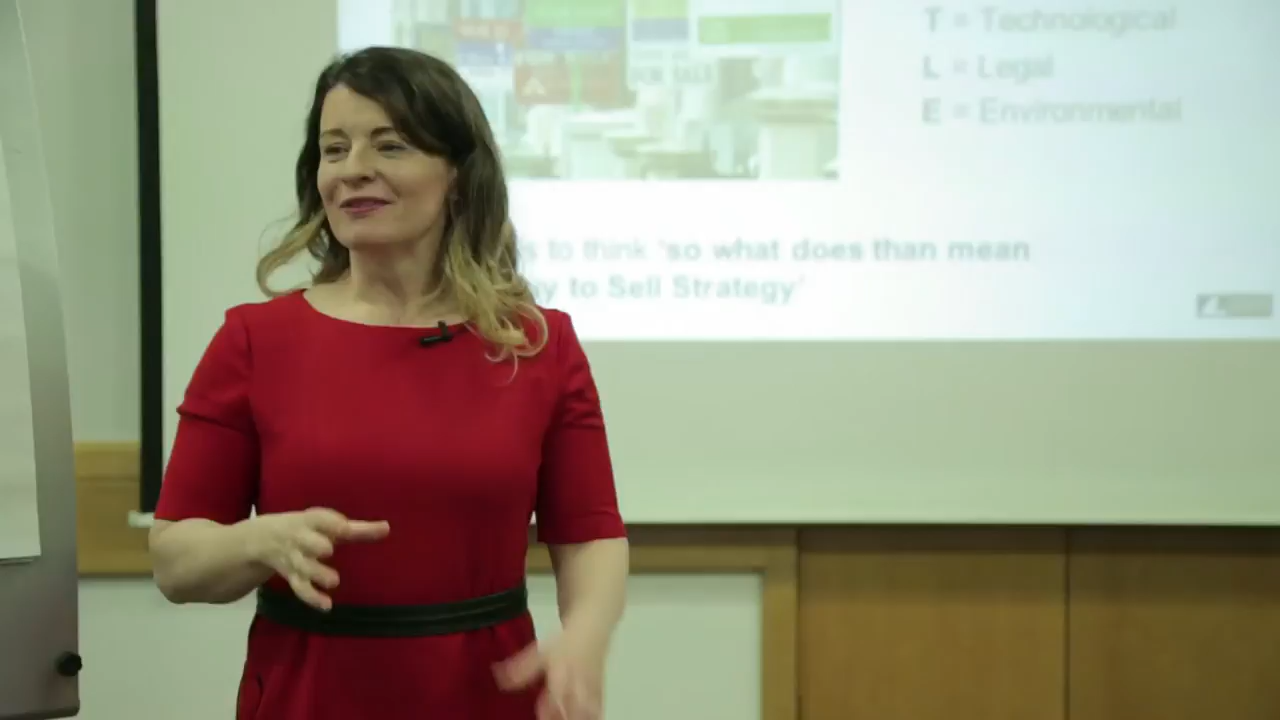 T = Technological
L = Legal
E = Environmental
to think 'so what does than mean
to Sell Strategy'